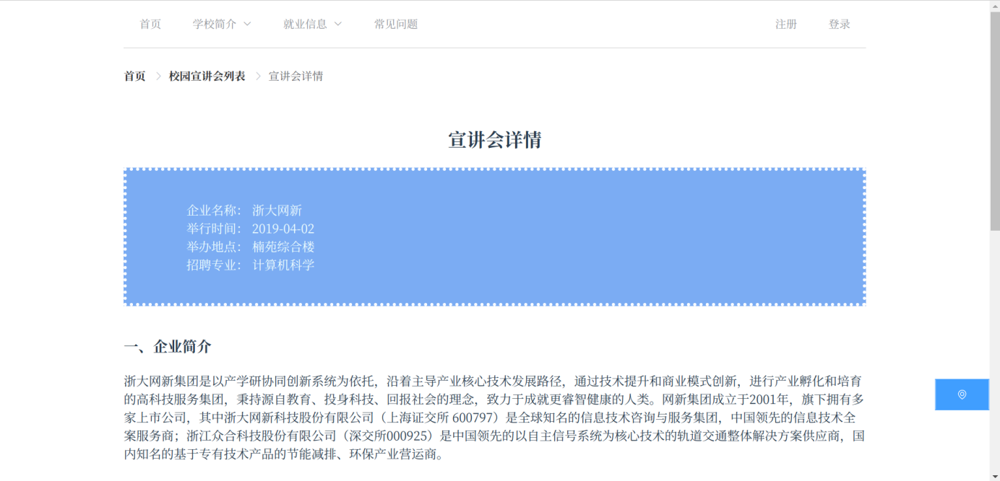 首页 学校简介 就业信息 常见问题 注册 登录
首页 校园宣讲会列表 宣讲会详情
宣讲会详情
企业名称： 浙大网新
举行时间： 2019-04-02
举办地点： 楠苑综合楼
招聘专业： 计算机科学
一、企业简介
浙大网新集团是以产学研协同创新系统为依托，沿着主导产业核心技术发展路径，通过技术提升和商业模式创新，进行产业孵化和培育
的高科技服务集团，秉持源自教育、投身科技、回报社会的理念，致力于成就更睿智健康的人类。网新集团成立于2001年，旗下拥有多
家上市公司，其中浙大网新科技股份有限公司（上海证交所 600797）是全球知名的信息技术咨询与服务集团，中国领先的信息技术全
案服务商；浙江众合科技股份有限公司（深交所000925）是中国领先的以自主信号系统为核心技术的轨道交通整体解决方案供应商，国
内知名的基于专有技术产品的节能减排、环保产业营运商。